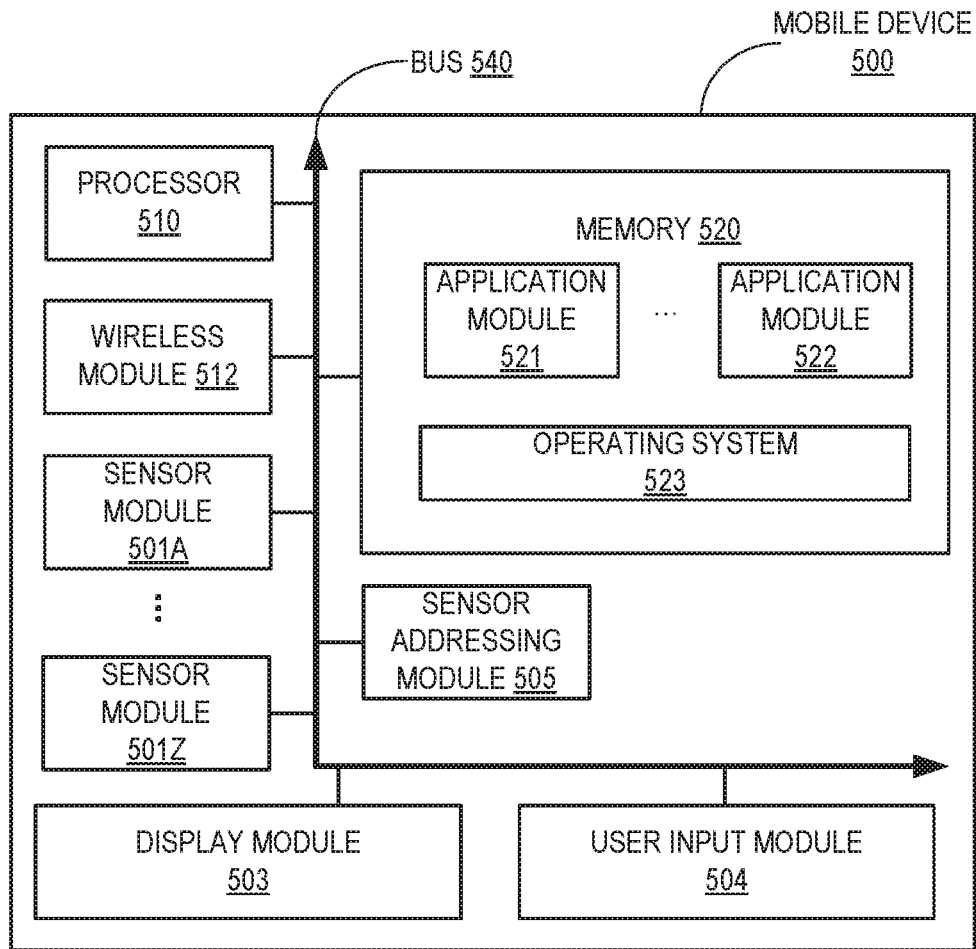 MOBILE DEVICE
500
BUS 540
PROCESSOR
510
MEMORY 520
WIRELESS
MODULE 512
APPLICATION
MODULE
521
...
APPLICATION
MODULE
522
OPERATING SYSTEM
523
SENSOR
MODULE
501A
SENSOR
ADDRESSING
MODULE 505
SENSOR
MODULE
501Z
DISPLAY MODULE
503
USER INPUT MODULE
504